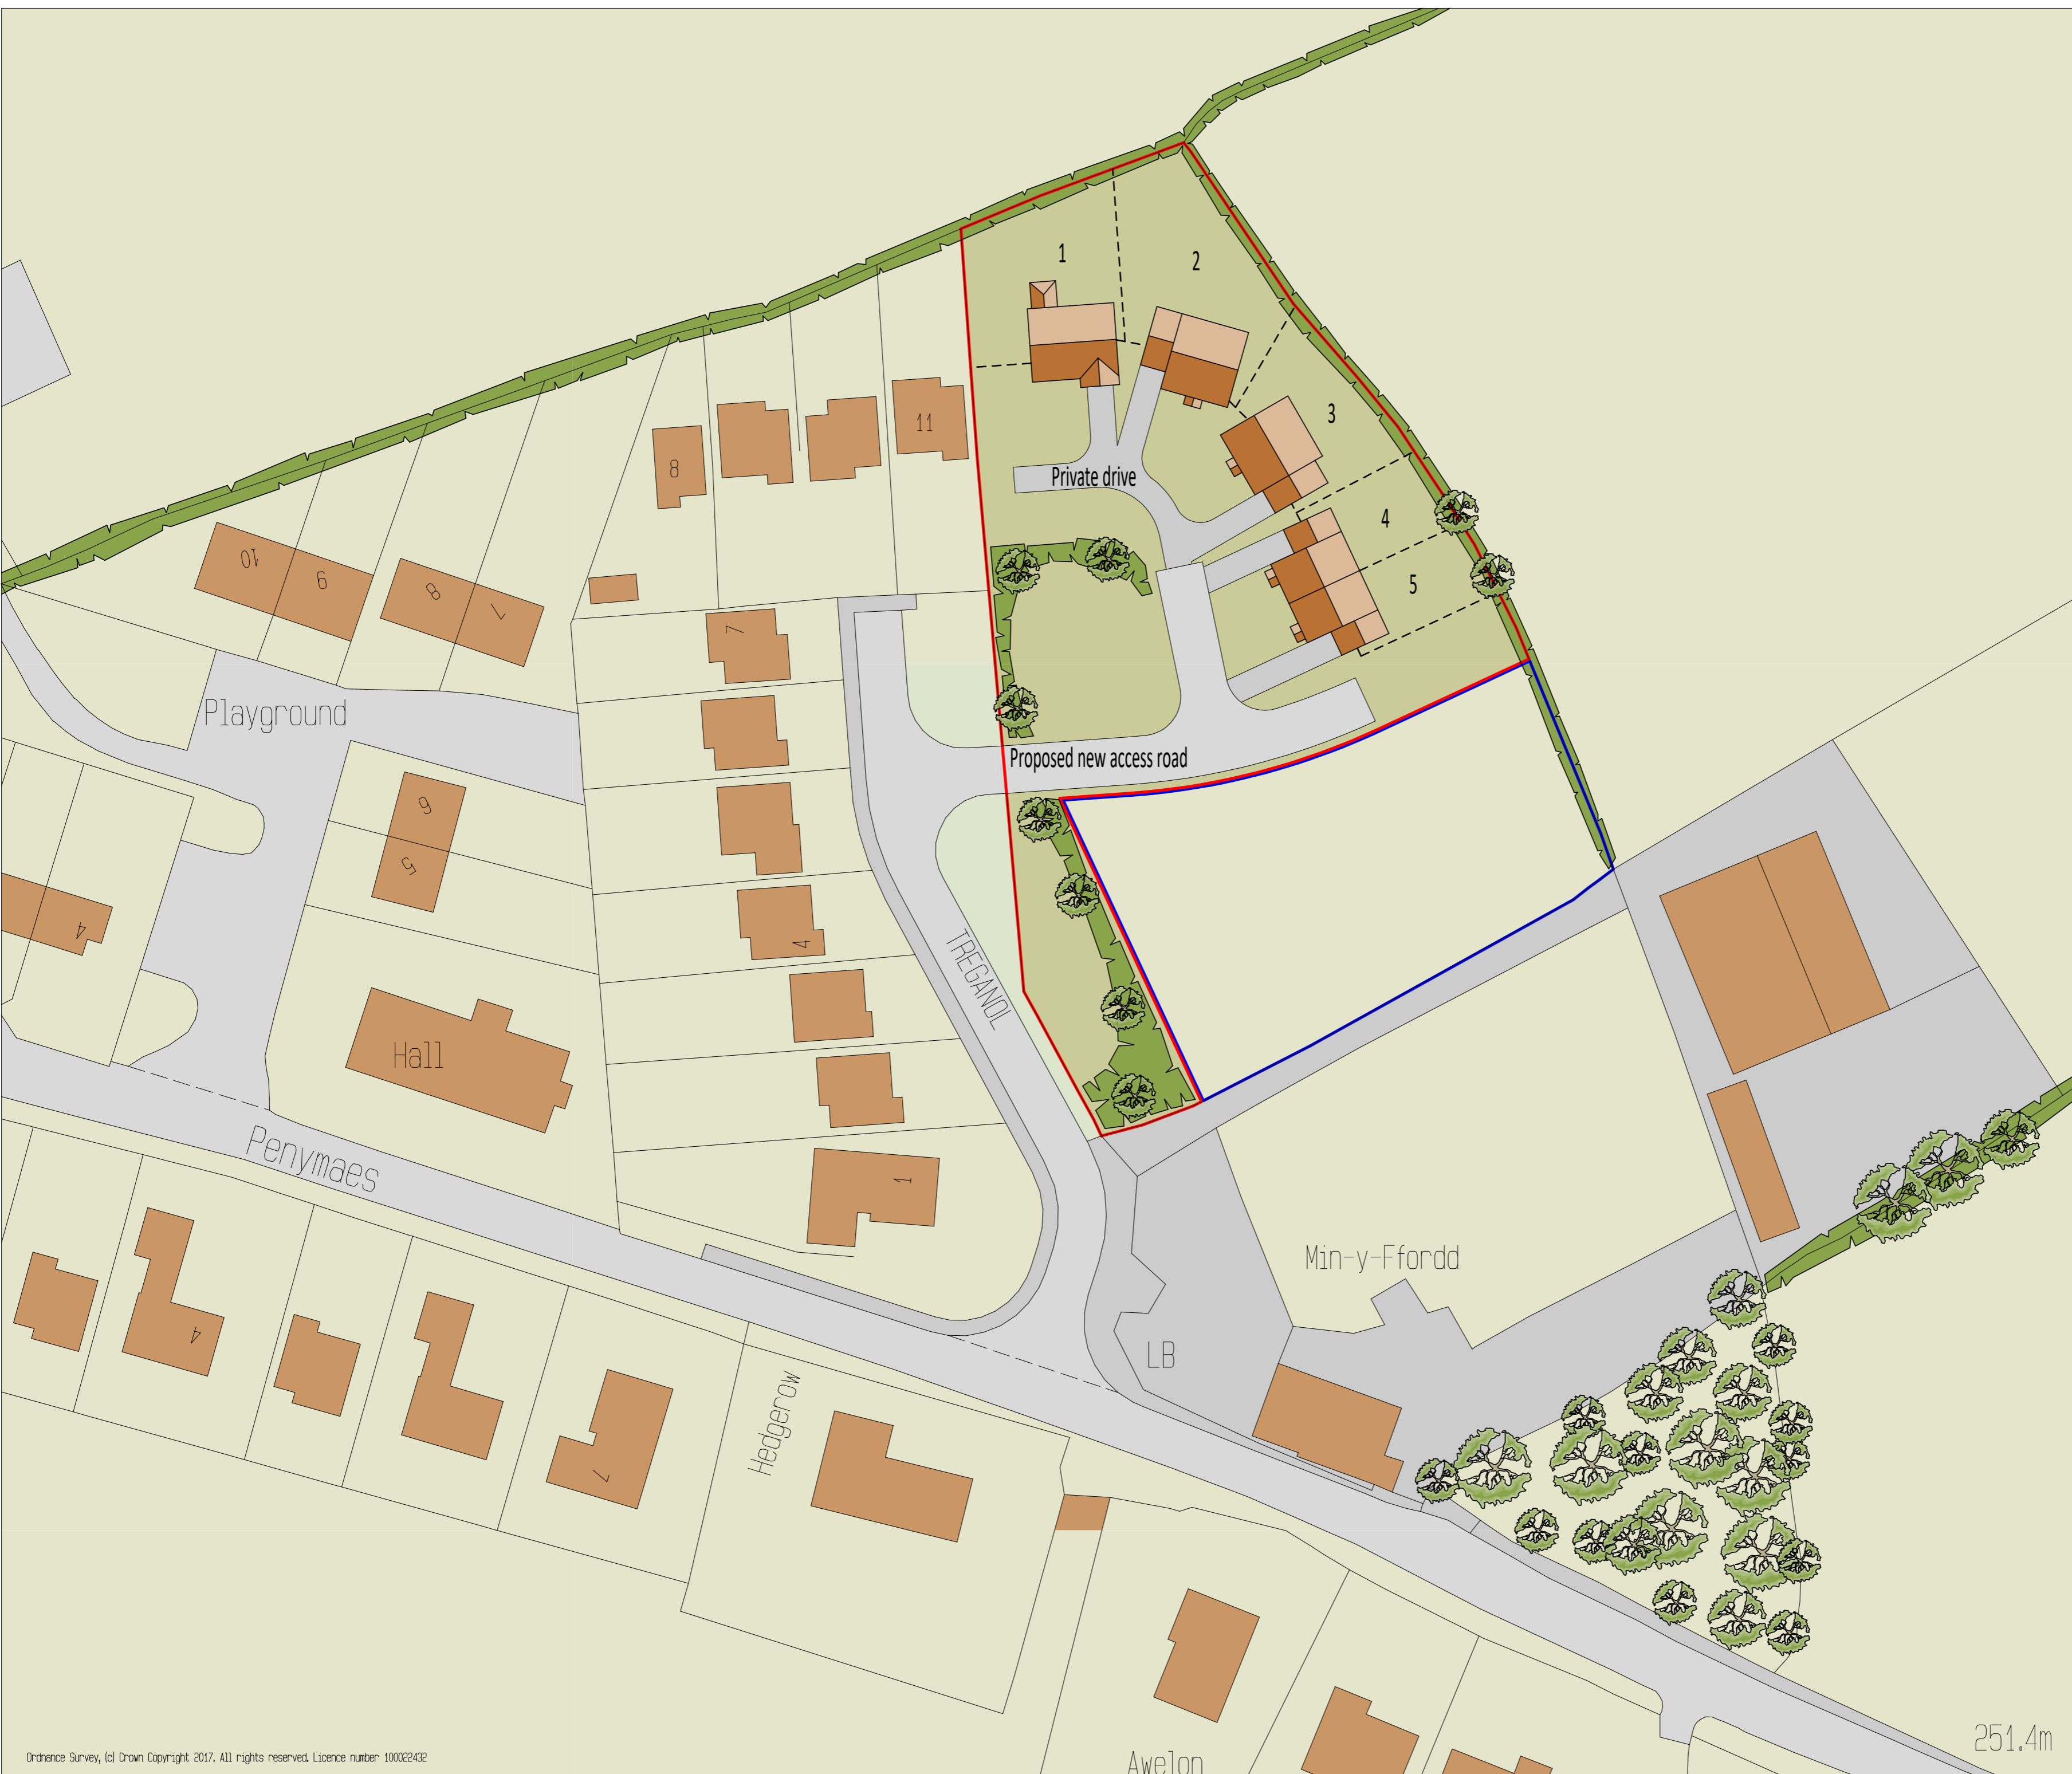 1
2
3
11
8
Private drive
4
10
9
8
7
5
7
Playground
Proposed new access road
6
5
4
4
TREGANOL
Hall
Penymaes
1
Min-y-Ffordd
4
LB
Hedgerow
7
251.4m
Ordnance Survey, (c) Crown Copyright 2017. All rights reserved. Licence number 100022432
Awelon